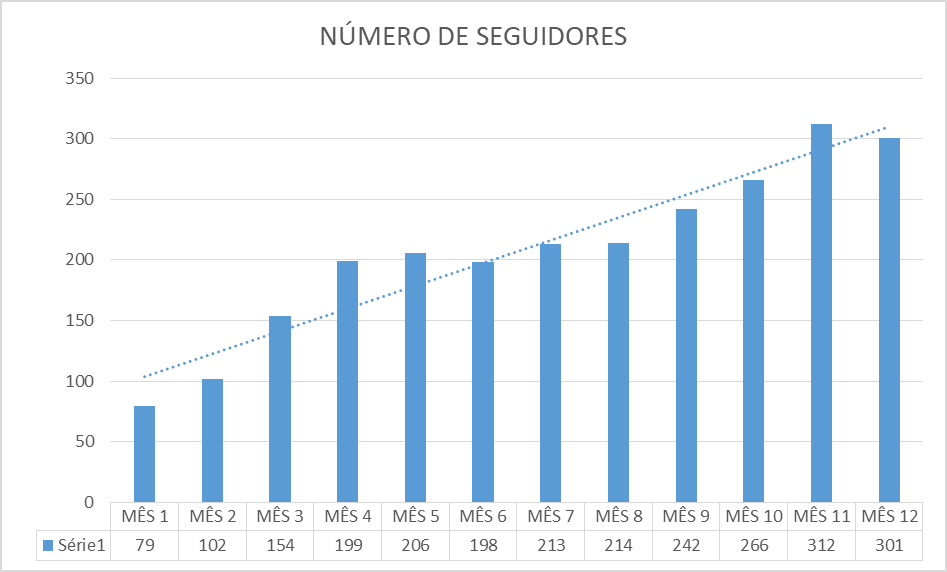 NÚMERO DE SEGUIDORES
350
300
250
200
150
100
50
0
MÊS 1 MÊS 2 MÊS 3 MÊS 4 MÊS 5 MÊS 6 MÊS 7 MÊS 8 MÊS 9 MÊS 10 MÊS 11 MÊS 12
Série1 79 102 154 199 206 198 213 214 242 266 312 301